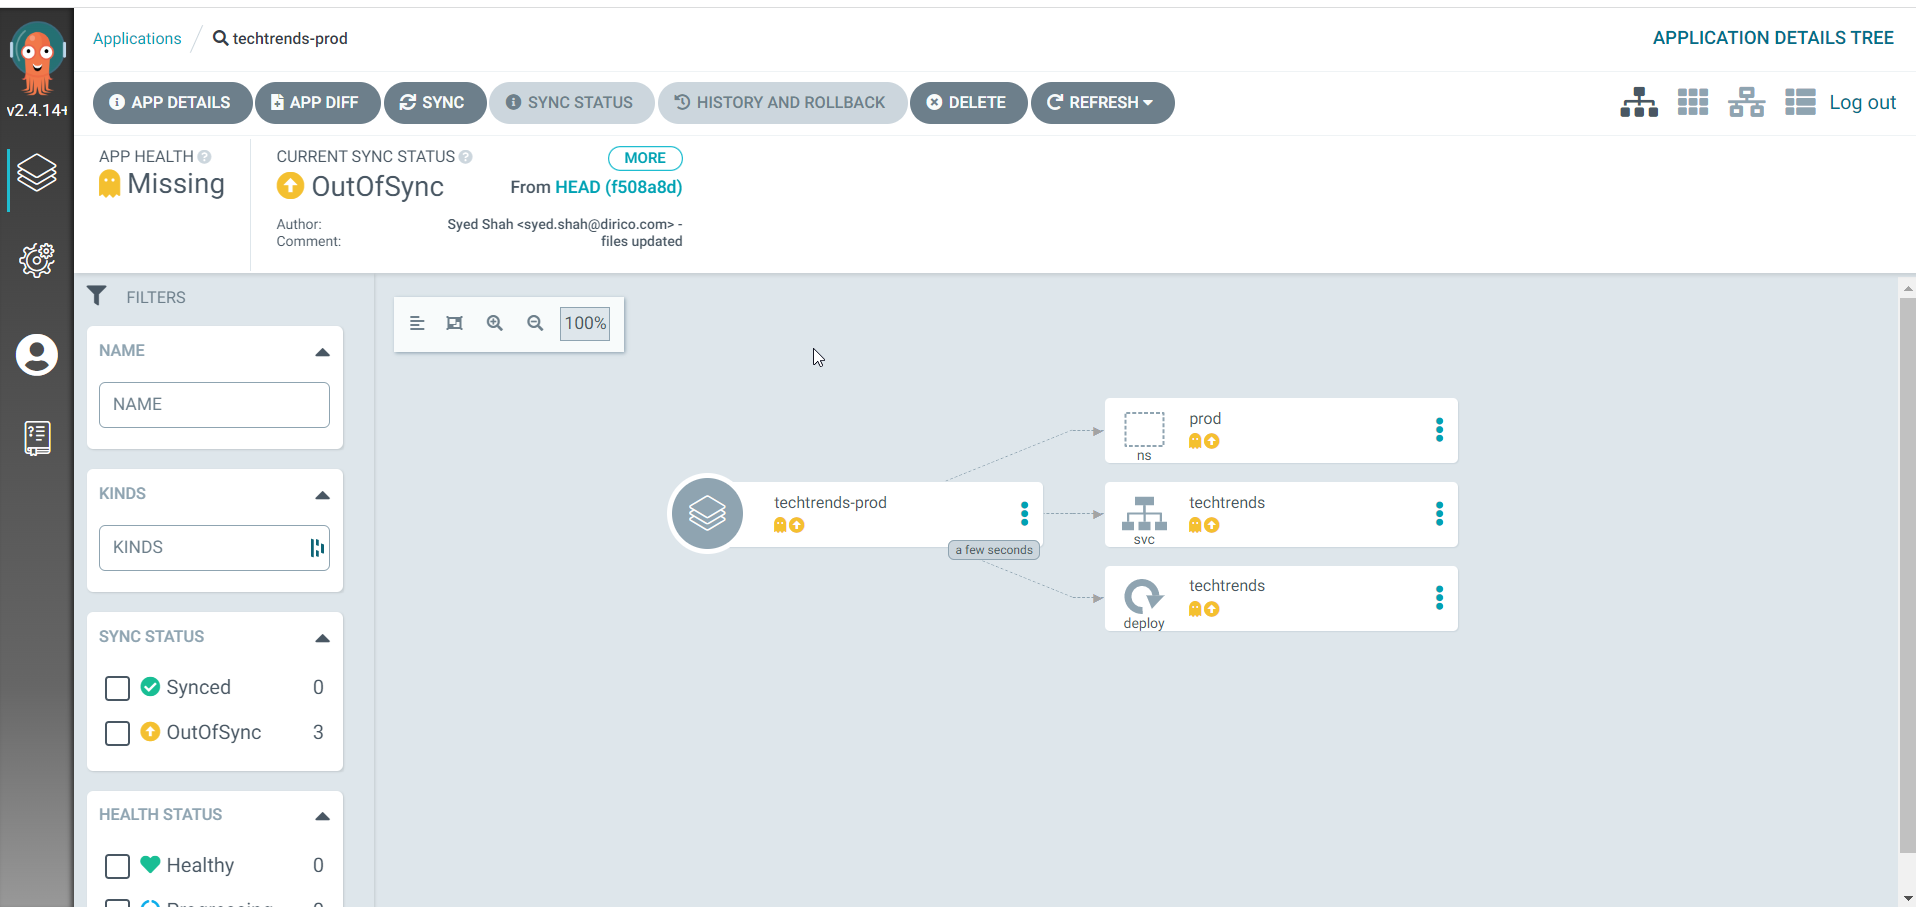 Applications / techtrends-prod
APPLICATION DETAILS TREE
v2.4.14+
APP DETAILS
APP DIFF
SYNC
SYNC STATUS
HISTORY AND ROLLBACK
DELETE
REFRESH
Log out
APP HEALTH
Missing
CURRENT SYNC STATUS
MORE
OutOfSync
From HEAD (f508a8d)
Author:
Syed Shah <syed.shah@dirico.com> -
Comment:
files updated
FILTERS
NAME
NAME
KINDS
KINDS
SYNC STATUS
Synced 0
OutOfSync 3
HEALTH STATUS
Healthy 0
Progressing 0
100%
techtrends-prod
a few seconds
prod
ns
techtrends
svc
techtrends
deploy